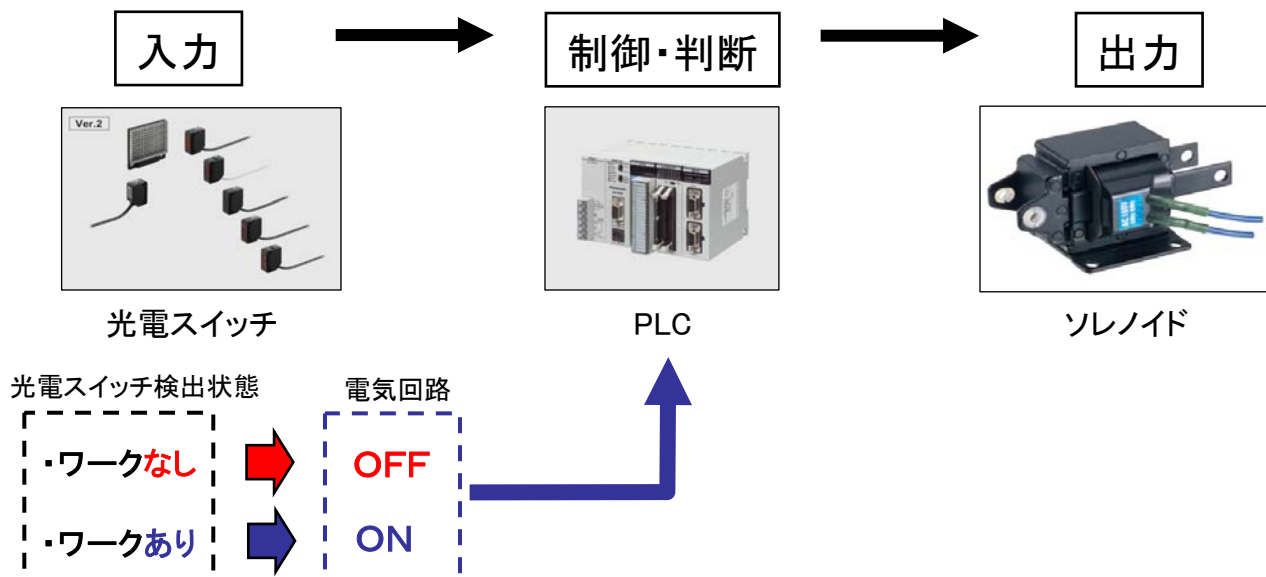 入力
制御・判断
出力
Ver.2
光電スイッチ
PLC
ソレノイド
光電スイッチ検出状態
電気回路
・ワークなし
OFF
・ワークあり
ON